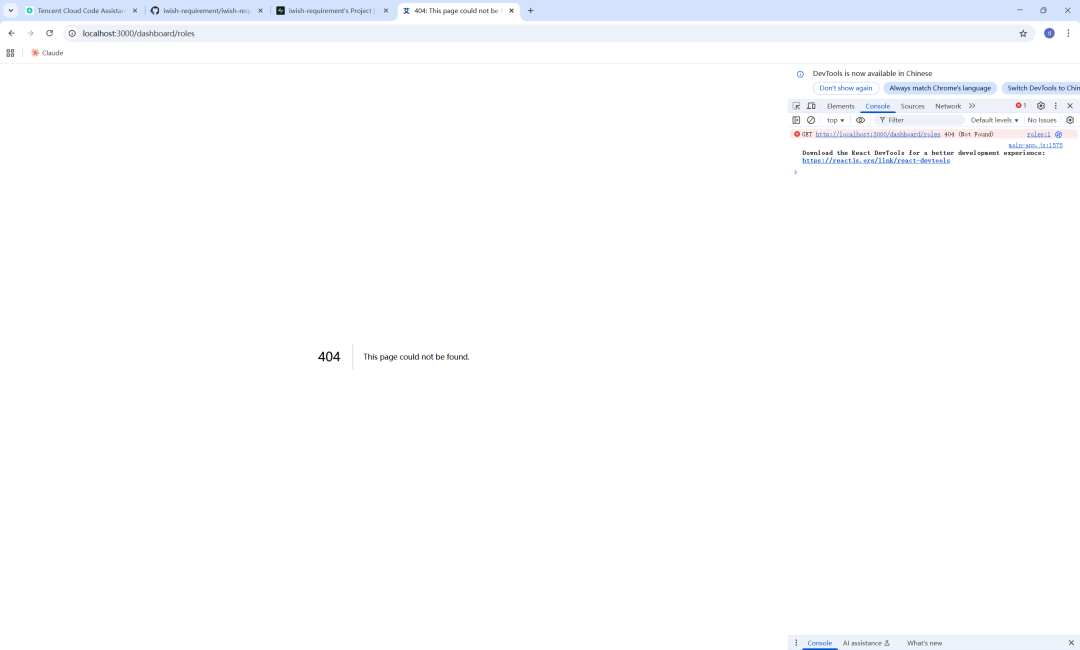 Tencent Cloud Code Assistan
iwish-requirement/iwish-req
iwish-requirement's Project |
404: This page could not be f
localhost:3000/dashboard/roles
Claude
DevTools is now available in Chinese
Don't show again
Always match Chrome's language
Switch DevTools to Chin
Elements
Console
Sources
Network
1
top
Filter
Default levels
No Issues
GET http://localhost:3000/dashboard/roles 404 (Not Found)
roles:1
main-app.js:1575
Download the React DevTools for a better development experience:
https://reactjs.org/link/react-devtools
404
This page could not be found.
Console
AI assistance
What's new